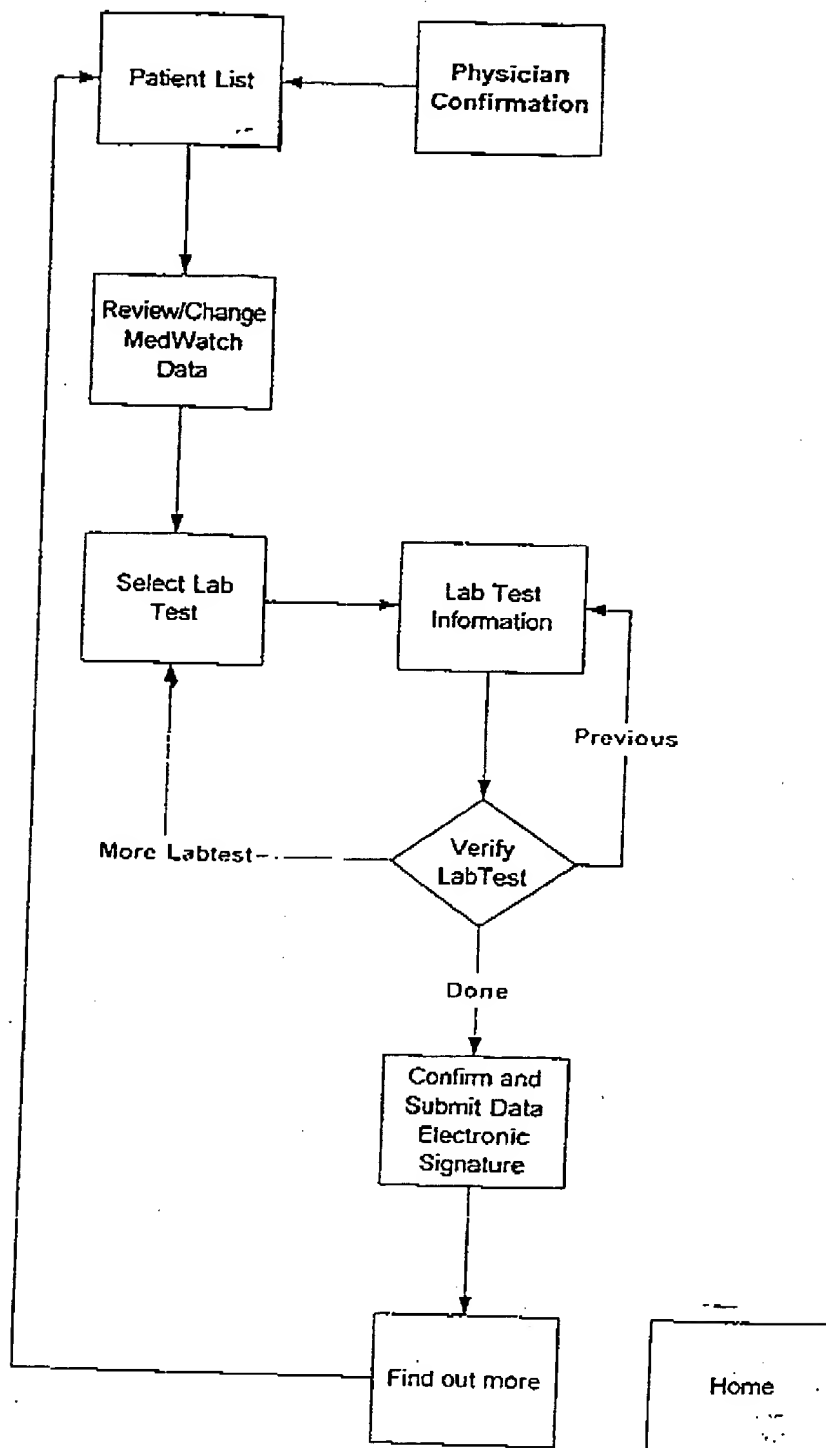 Patient List
Physician
Confirmation
Review/Change
MedWatch
Data
Select Lab
Test
Lab Test
Information
Previous
More Labtest
Verify
LabTest
Done
Confirm and
Submit Data
Electronic
Signature
Find out more
Home